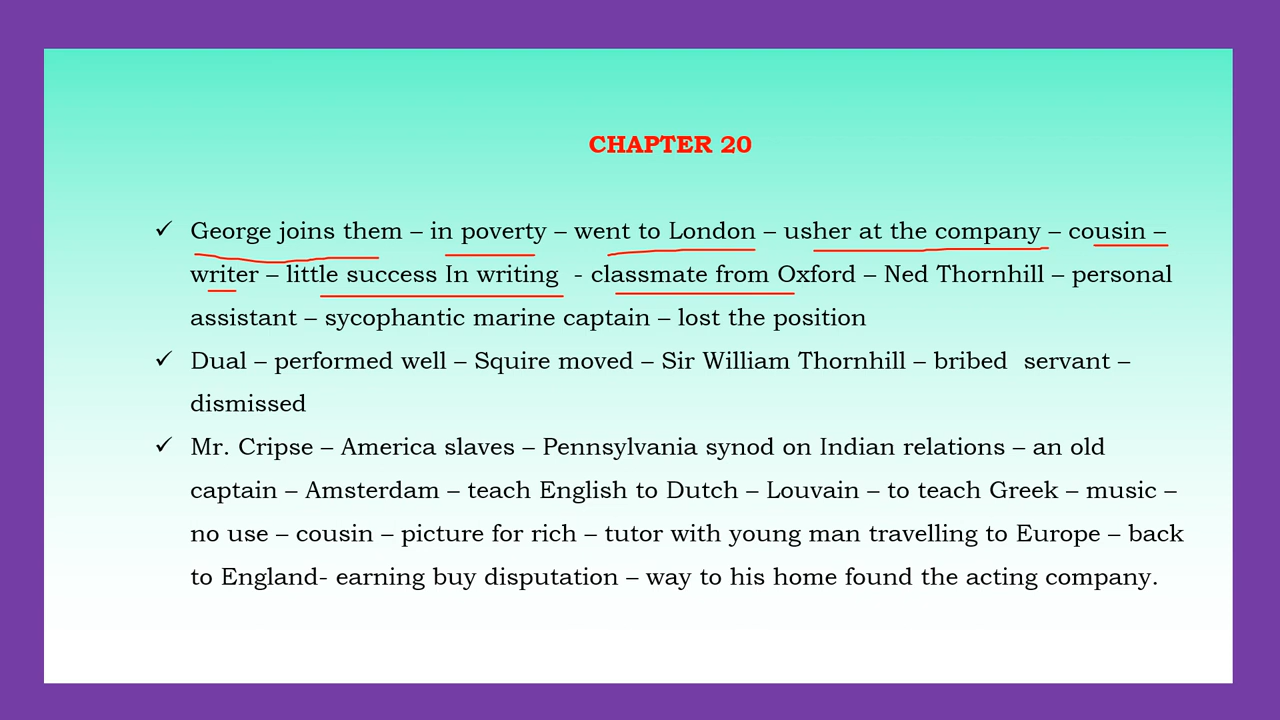 CHAPTER 20
✓ George joins them – in poverty – went to London – usher at the company – cousin –
writer – little success In writing - classmate from Oxford – Ned Thornhill – personal
assistant – sycophantic marine captain – lost the position
✓ Dual – performed well – Squire moved – Sir William Thornhill – bribed servant –
dismissed
✓ Mr. Cripse – America slaves – Pennsylvania synod on Indian relations – an old
captain – Amsterdam – teach English to Dutch – Louvain – to teach Greek – music –
no use – cousin – picture for rich – tutor with young man travelling to Europe – back
to England- earning buy disputation – way to his home found the acting company.